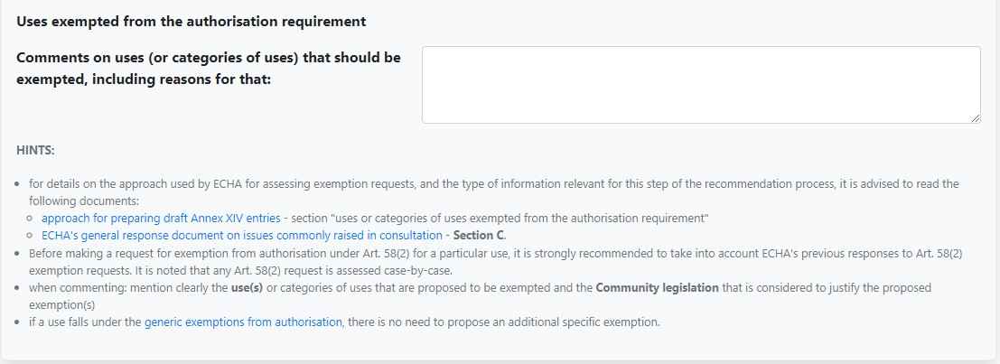 Uses exempted from the authorisation requirement
Comments on uses (or categories of uses) that should be
exempted, including reasons for that:
HINTS:
• for details on the approach used by ECHA for assessing exemption requests, and the type of information relevant for this step of the recommendation process, it is advised to read the
following documents:
○ approach for preparing draft Annex XIV entries - section "uses or categories of uses exempted from the authorisation requirement"
○ ECHA's general response document on issues commonly raised in consultation - Section C.
• Before making a request for exemption from authorisation under Art. 58(2) for a particular use, it is strongly recommended to take into account ECHA's previous responses to Art. 58(2)
exemption requests. It is noted that any Art. 58(2) request is assessed case-by-case.
• when commenting: mention clearly the use(s) or categories of uses that are proposed to be exempted and the Community legislation that is considered to justify the proposed
exemption(s)
• if a use falls under the generic exemptions from authorisation, there is no need to propose an additional specific exemption.